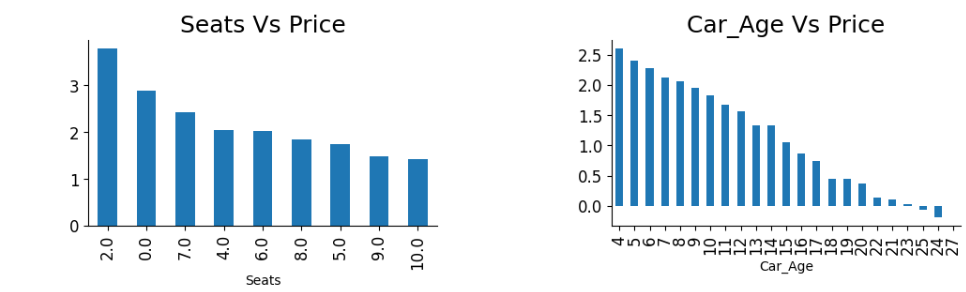 Seats Vs Price
3
2
1
0
2.0 0.0 7.0 4.0 6.0 8.0 5.0 9.0 10.0
Seats
Car_Age Vs Price
2.5
2.0
1.5
1.0
0.5
0.0
4 5 6 7 8 9 10 11 12 13 14 15 16 17 18 19 20 22 21 23 25 24 27
Car_Age